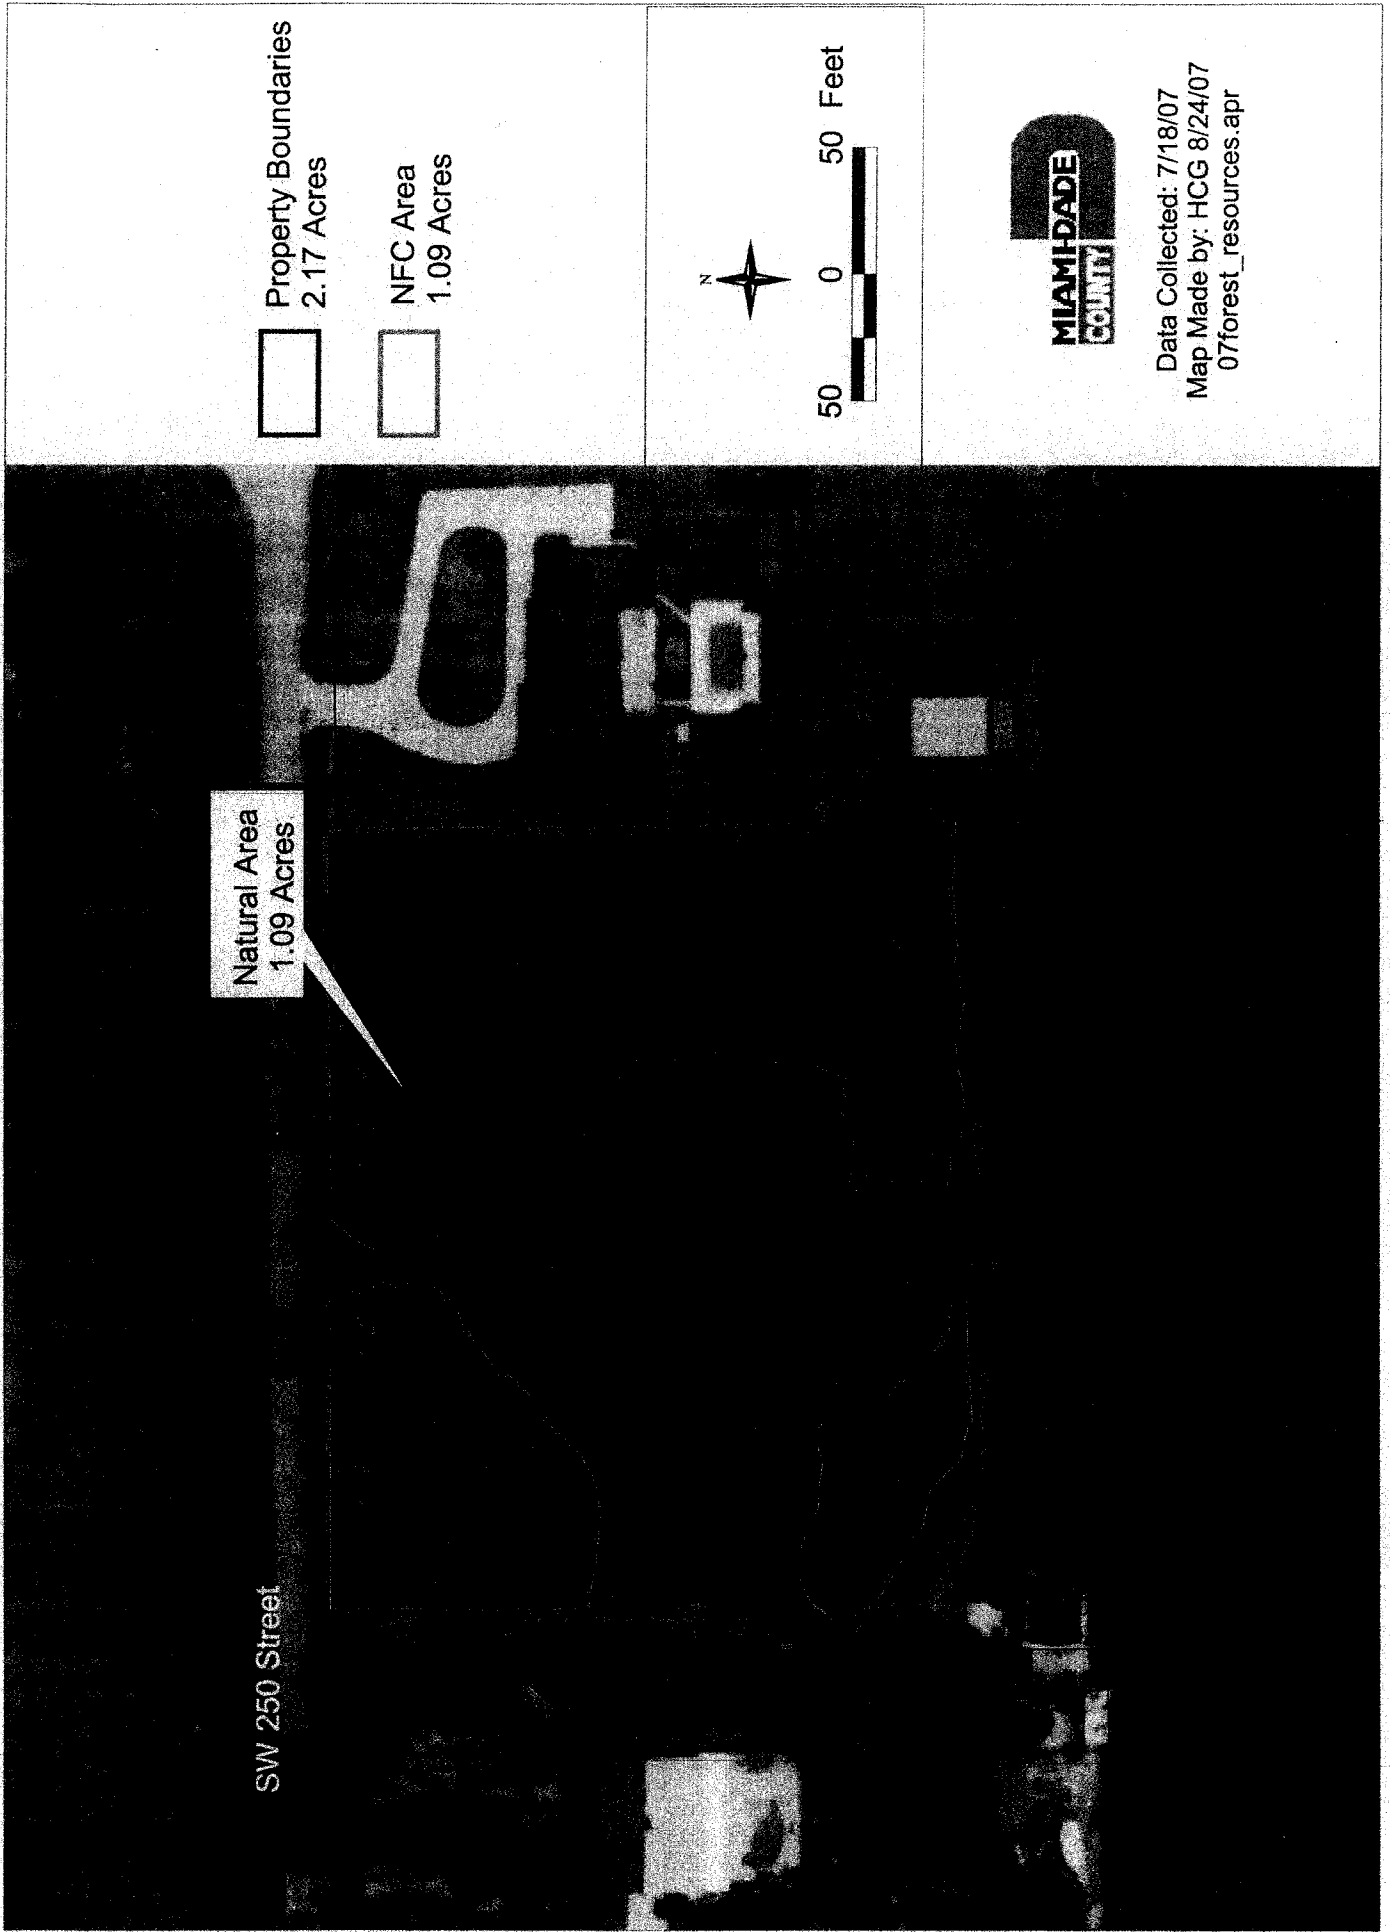 SW 250 Street
Natural Area
1.09 Acres
Property Boundaries
2.17 Acres
NFC Area
1.09 Acres
N
50 0 50 Feet
MIAMI-DADE
COUNTY
Data Collected: 7/18/07
Map Made by: HCG 8/24/07
07forest_resources.apr